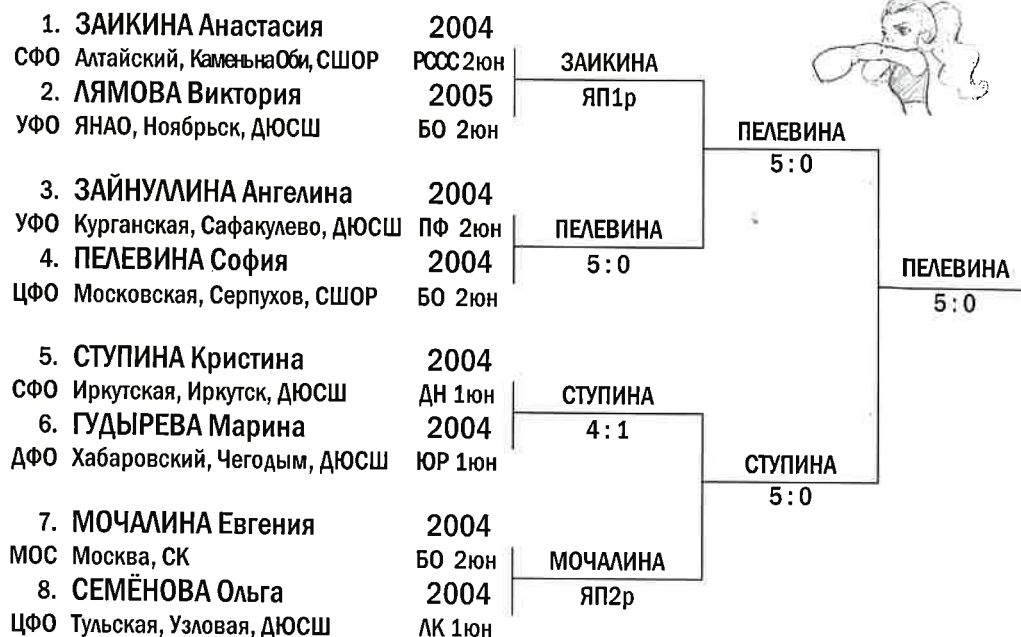 1. ЗАИКИНА Анастасия 2004
СФО Алтайский, КаменьнаОби, СШОР РССС 2юн
2. ЛЯМОВА Виктория 2005
УФО ЯНАО, Ноябрьск, ДЮСШ БО 2юн
ЗАИКИНА
ЯП1р
3. ЗАЙНУЛЛИНА Ангелина 2004
УФО Курганская, Сафакулево, ДЮСШ ПФ 2юн
4. ПЕЛЕВИНА София 2004
ЦФО Московская, Серпухов, СШОР БО 2юн
ПЕЛЕВИНА
5:0
ПЕЛЕВИНА
5:0
5. СТУПИНА Кристина 2004
СФО Иркутская, Иркутск, ДЮСШ ДН 1юн
6. ГУДЫРЕВА Марина 2004
ДФО Хабаровский, Чегодым, ДЮСШ ЮР 1юн
СТУПИНА
4:1
7. МОЧАЛИНА Евгения 2004
МОС Москва, СК БО 2юн
8. СЕМЁНОВА Ольга 2004
ЦФО Тульская, Узловая, ДЮСШ ЛК 1юн
МОЧАЛИНА
ЯП2р
СТУПИНА
5:0
ПЕЛЕВИНА
5:0